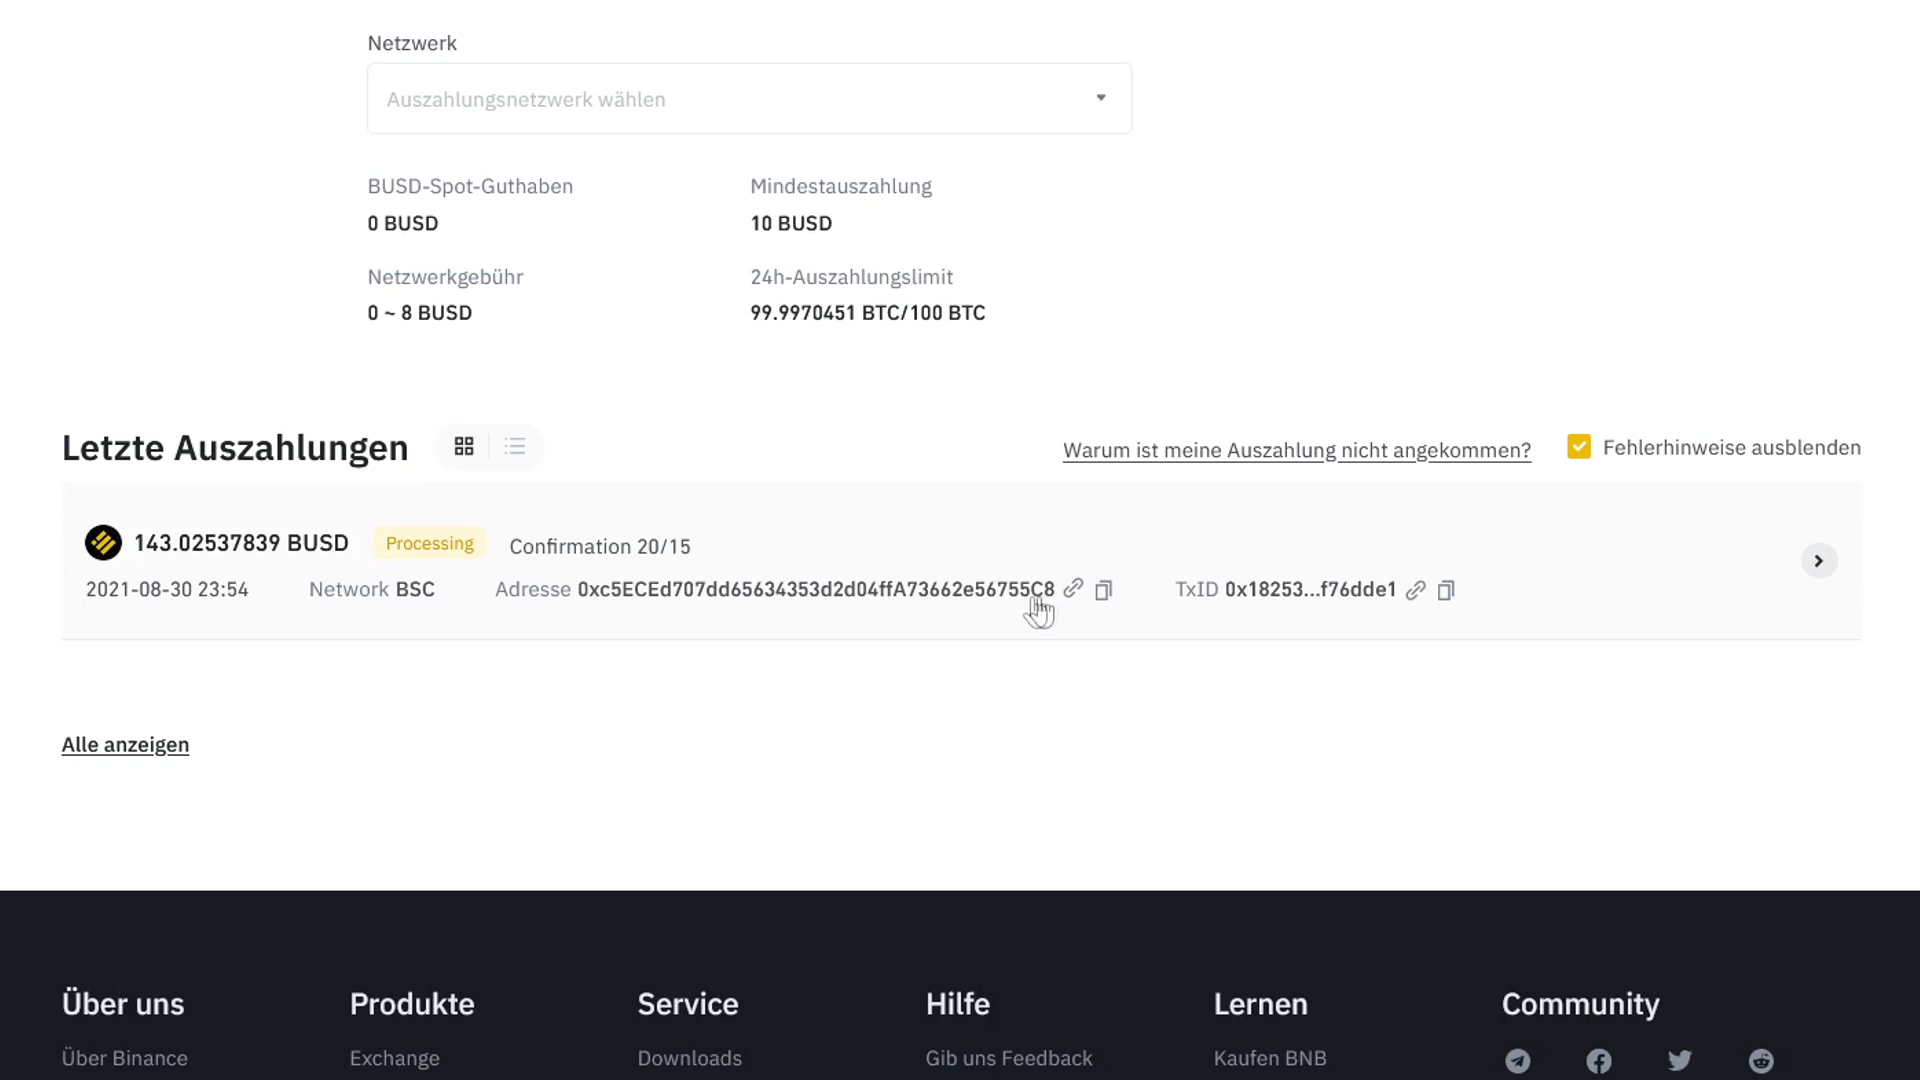 Netzwerk
Auszahlungsnetzwerk wählen
BUSD-Spot-Guthaben
0 BUSD
Mindestauszahlung
10 BUSD
Netzwerkgebühr
0 ~ 8 BUSD
24h-Auszahlungslimit
99.9970451 BTC/100 BTC
Letzte Auszahlungen
Warum ist meine Auszahlung nicht angekommen?
Fehlerhinweise ausblenden
143.02537839 BUSD Processing Confirmation 20/15
2021-08-30 23:54 Network BSC Adresse 0xc5ECEd707dd65634353d2d04ffA73662e56755C8 TxID 0x18253...f76dde1
Alle anzeigen
Über uns
Über Binance
Produkte
Exchange
Service
Downloads
Hilfe
Gib uns Feedback
Lernen
Kaufen BNB
Community